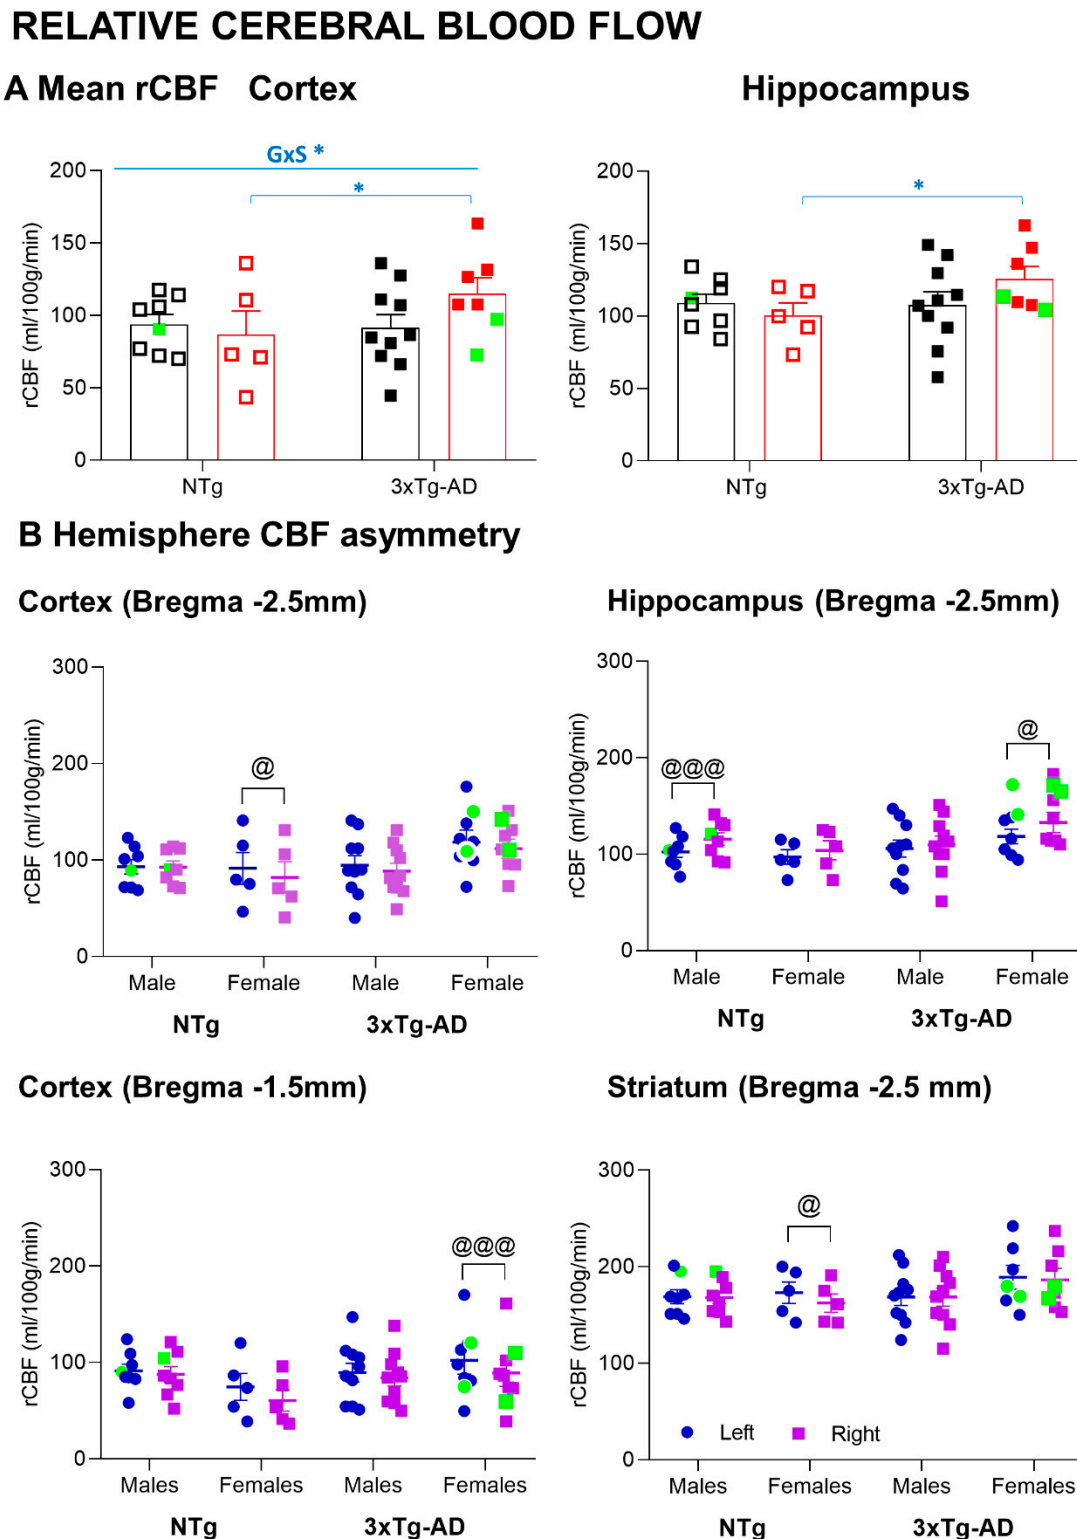 RELATIVE CEREBRAL BLOOD FLOW
A Mean rCBF Cortex
Hippocampus
GxS *
*
200
150
100
50
0
rCBF (ml/100g/min)
NTg
3xTg-AD
*
200
150
100
50
0
rCBF (ml/100g/min)
NTg
3xTg-AD
B Hemisphere CBF asymmetry
Cortex (Bregma -2.5mm)
300
200
100
0
rCBF (ml/100g/min)
@
Male Female Male Female
NTg 3xTg-AD
Hippocampus (Bregma -2.5mm)
300
200
100
0
rCBF (ml/100g/min)
@@@
@
Male Female Male Female
NTg 3xTg-AD
Cortex (Bregma -1.5mm)
300
200
100
0
rCBF (ml/100g/min)
@@@
Males Females Males Females
NTg 3xTg-AD
Striatum (Bregma -2.5 mm)
300
200
100
0
rCBF (ml/100g/min)
@
Left Right
Males Females Males Females
NTg 3xTg-AD